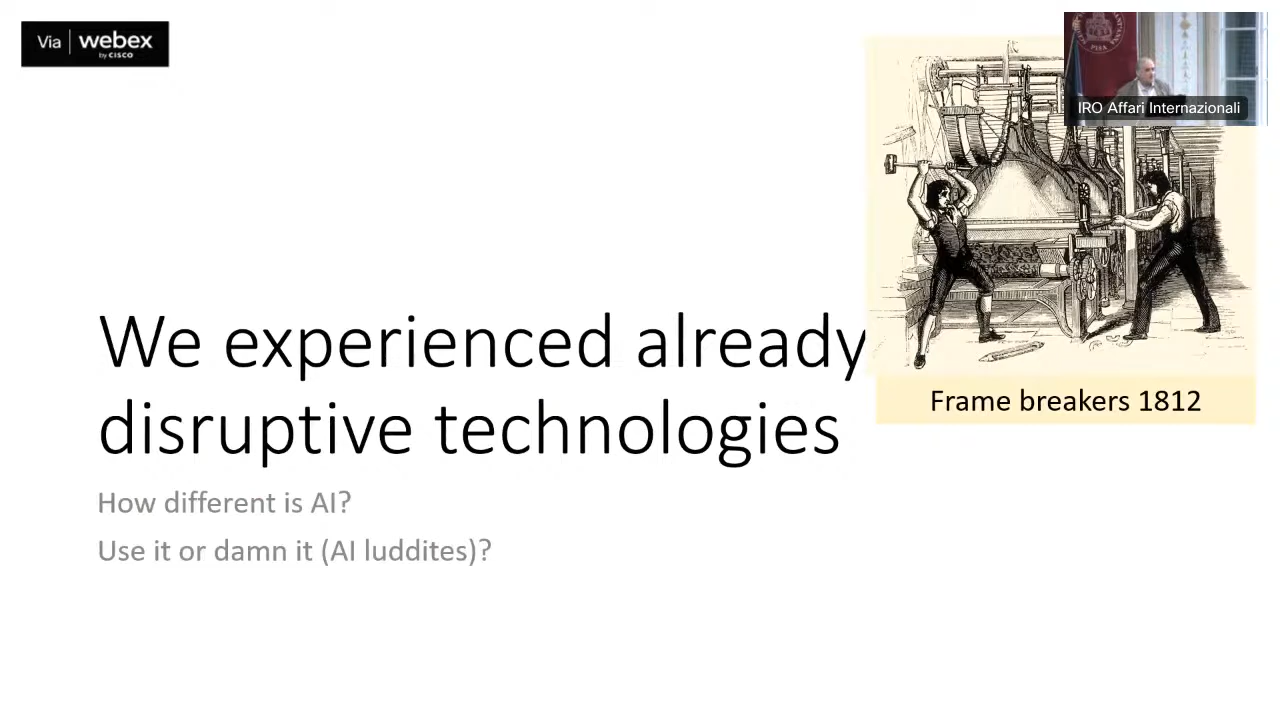 Via | webex
by CISCO
IRO Affari Internazionali
We experienced already
disruptive technologies
Frame breakers 1812
How different is AI?
Use it or damn it (AI luddites)?